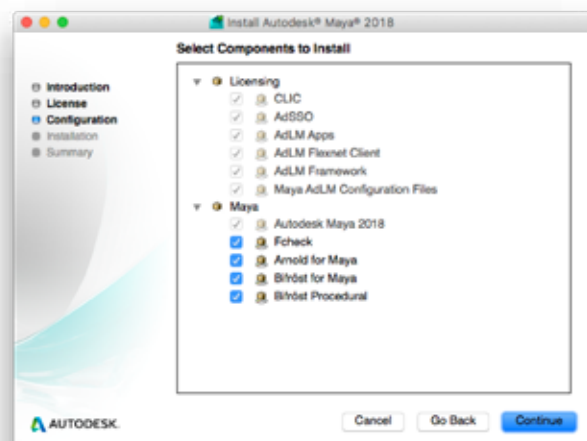 Install Autodesk® Maya® 2018
Select Components to Install
Introduction
License
Configuration
Installation
Summary
Licensing
CLIC
AdSSO
AdLM Apps
AdLM Flexnet Client
AdLM Framework
Maya AdLM Configuration Files
Maya
Autodesk Maya 2018
Fcheck
Arnold for Maya
Bifröst for Maya
Bifröst Procedural
AUTODESK.
Cancel
Go Back
Continue